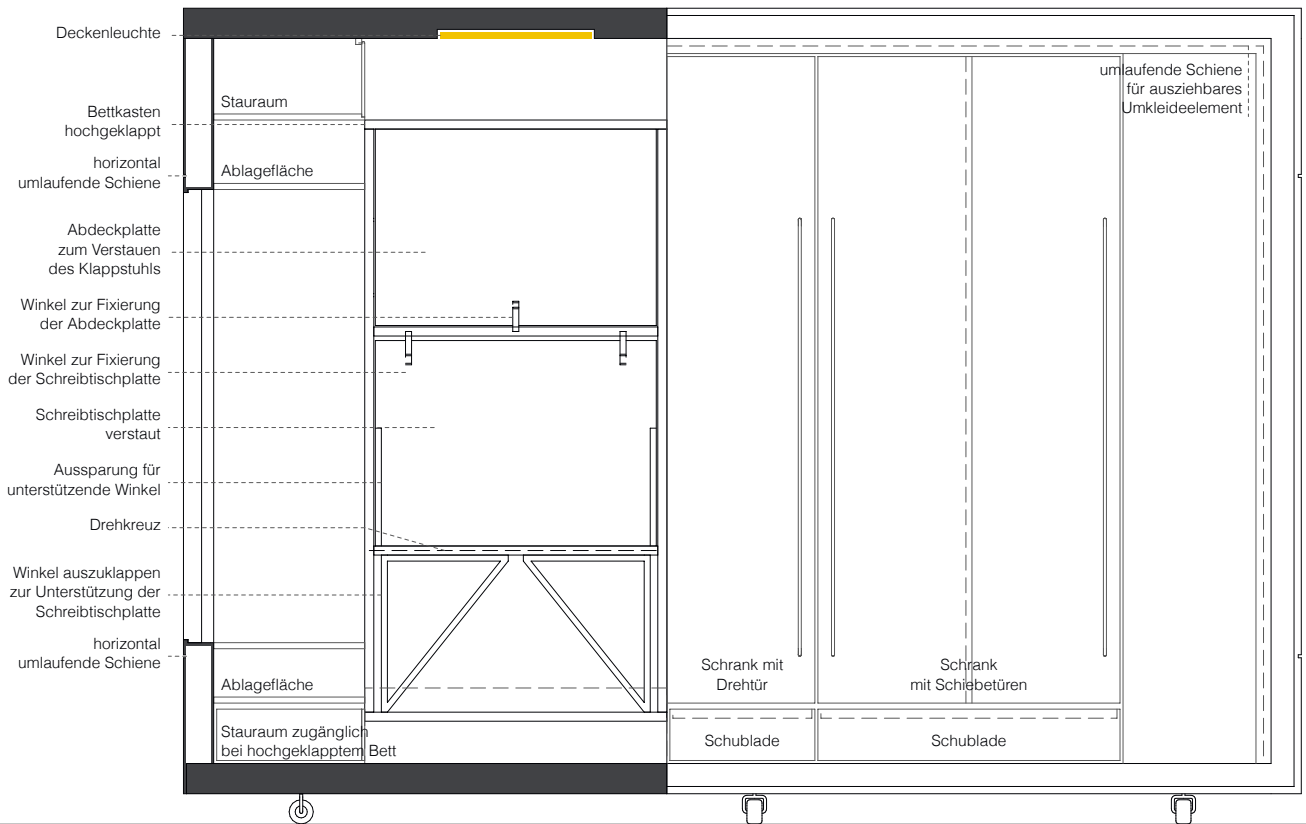 Deckenleuchte
Bettkasten
hochgeklappt
horizontal
umlaufende Schiene
Abdeckplatte
zum Verstauen
des Klappstuhls
Winkel zur Fixierung
der Abdeckplatte
Winkel zur Fixierung
der Schreibtischplatte
Schreibtischplatte
verstaut
Aussparung für
unterstützende Winkel
Drehkreuz
Winkel auszuklappen
zur Unterstützung der
Schreibtischplatte
horizontal
umlaufende Schiene
Stauraum
Ablagefläche
Ablagefläche
Stauraum zugänglich
bei hochgeklapptem Bett
umlaufende Schiene
für ausziehbares
Umkleideelement
Schrank mit
Drehtür
Schrank
mit Schiebetüren
Schublade
Schublade